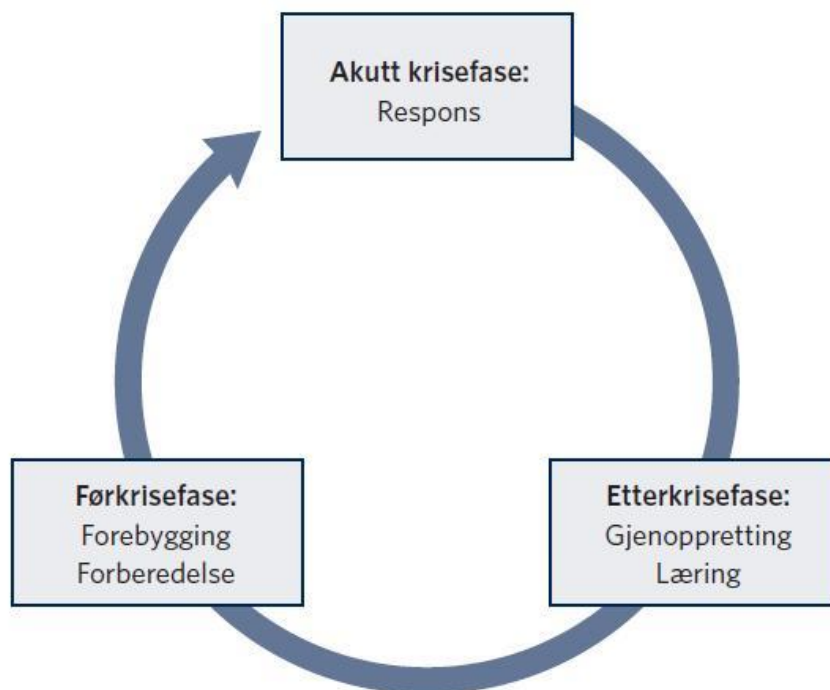 Akutt krisefase:
Respons
Førkrisefase:
Forebygging
Forberedelse
Etterkrisefase:
Gjenoppretting
Læring